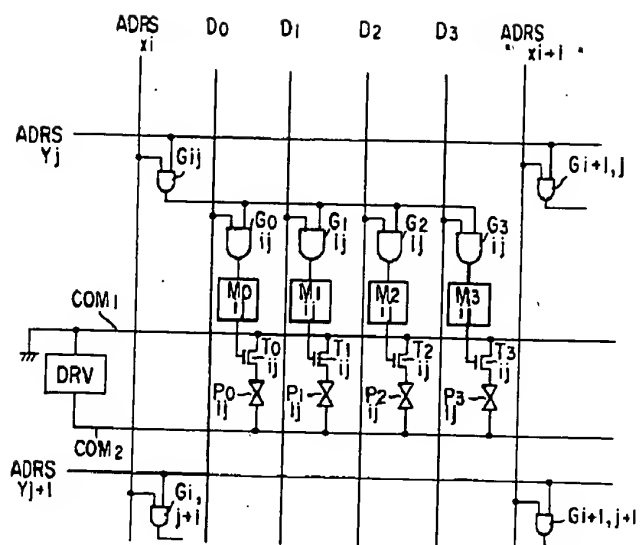 ADRS xi
D0
D1
D2
D3
ADRS "xi+1"
ADRS Yj
Gij
Gi+1,j
G0 ij
G1 ij
G2 ij
G3 ij
M0 ij
M1 ij
M2 ij
M3 ij
COM1
T0 ij
T1 ij
T2 ij
T3 ij
DRV
P0 ij
P1 ij
P2 ij
P3 ij
COM2
ADRS Yj+1
Gi, j+i
Gi+1,j+1